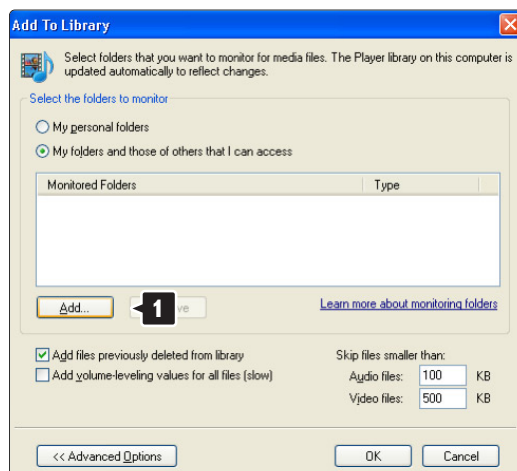 Add To Library
Select folders that you want to monitor for media files. The Player library on this computer is
updated automatically to reflect changes.
Select the folders to monitor
My personal folders
My folders and those of others that I can access
Monitored Folders Type
Add... 1
Learn more about monitoring folders
Add files previously deleted from library
Add volume-leveling values for all files (slow)
Skip files smaller than:
Audio files: 100 KB
Video files: 500 KB
<< Advanced Options OK Cancel